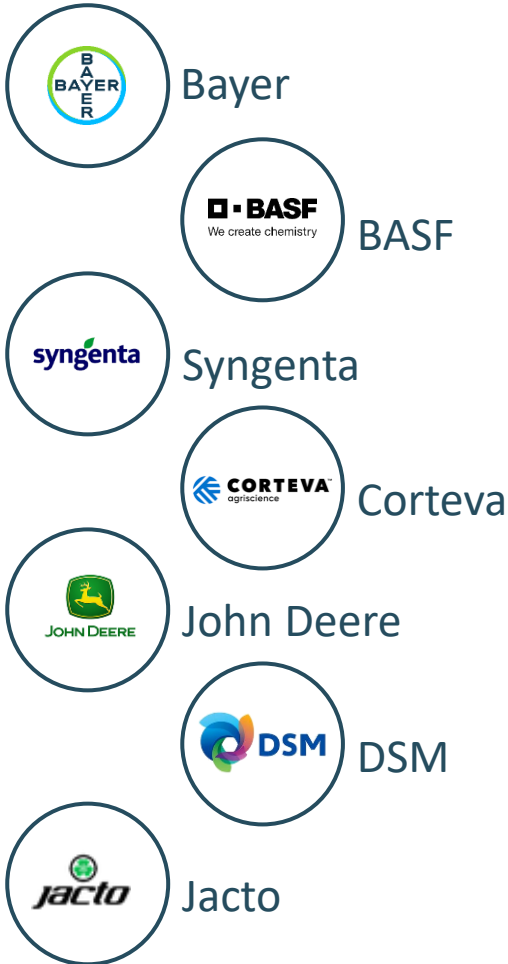 BAYER
BAYER
Bayer
BASF
We create chemistry
BASF
syngenta
Syngenta
CORTEVA™
agriscience
Corteva
JOHN DEERE
John Deere
DSM
DSM
jacto
Jacto